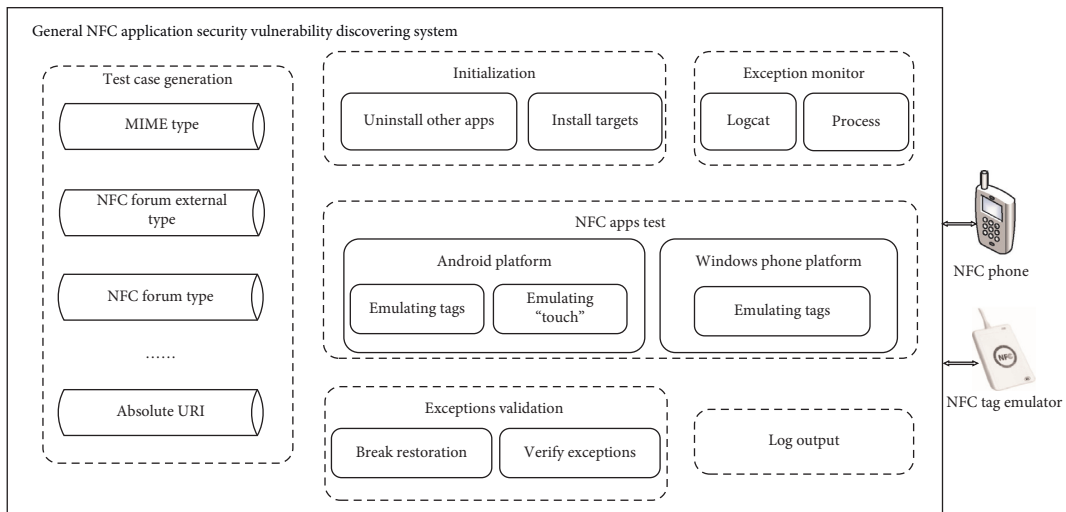 General NFC application security vulnerability discovering system
Test case generation
MIME type
NFC forum external
type
NFC forum type
......
Absolute URI
Initialization
Uninstall other apps
Install targets
Exception monitor
Logcat
Process
NFC apps test
Android platform
Emulating tags
Emulating
“touch”
Windows phone platform
Emulating tags
Exceptions validation
Break restoration
Verify exceptions
Log output
NFC phone
NFC
NFC tag emulator